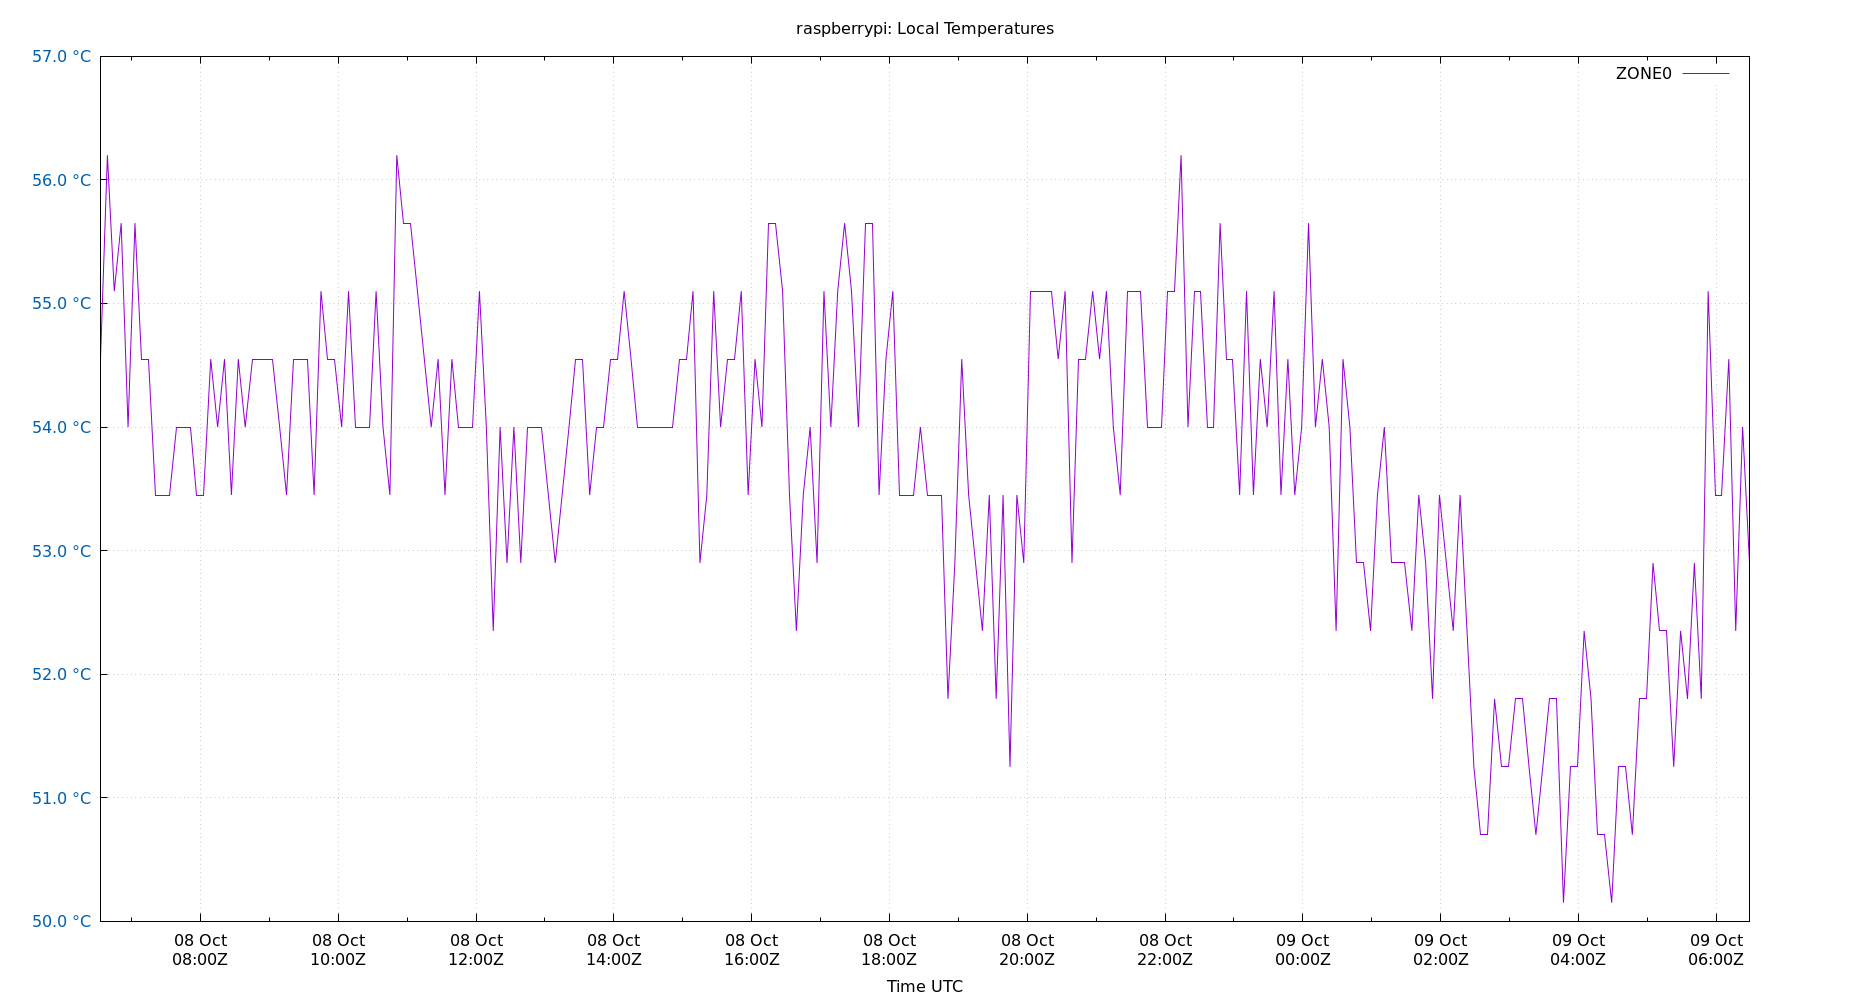 raspberrypi: Local Temperatures
ZONE0
57.0 °C
56.0 °C
55.0 °C
54.0 °C
53.0 °C
52.0 °C
51.0 °C
50.0 °C
08 Oct 08 Oct 08 Oct 08 Oct 08 Oct 08 Oct 08 Oct 08 Oct 09 Oct 09 Oct 09 Oct 09 Oct
08:00Z 10:00Z 12:00Z 14:00Z 16:00Z 18:00Z 20:00Z 22:00Z 00:00Z 02:00Z 04:00Z 06:00Z
Time UTC